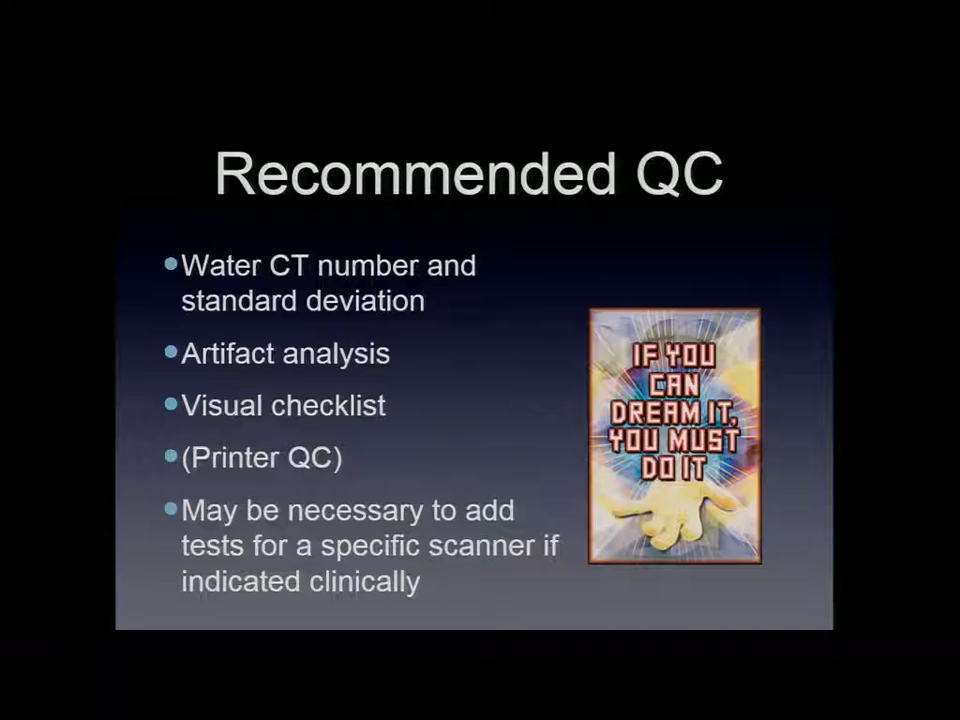 Recommended QC
•Water CT number and
standard deviation
•Artifact analysis
•Visual checklist
•(Printer QC)
•May be necessary to add
tests for a specific scanner if
indicated clinically
IF YOU
CAN
DREAM IT,
YOU MUST
DO IT